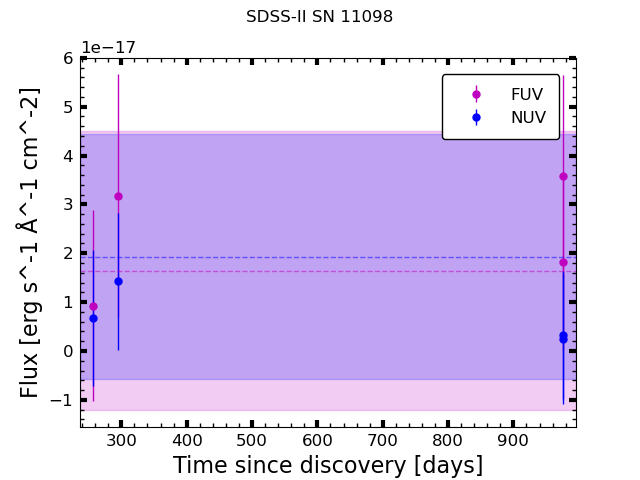 SDSS-II SN 11098
1e−17
6
5
4
3
2
1
0
−1
Flux [erg s^-1 Å^-1 cm^-2]
FUV
NUV
300 400 500 600 700 800 900
Time since discovery [days]